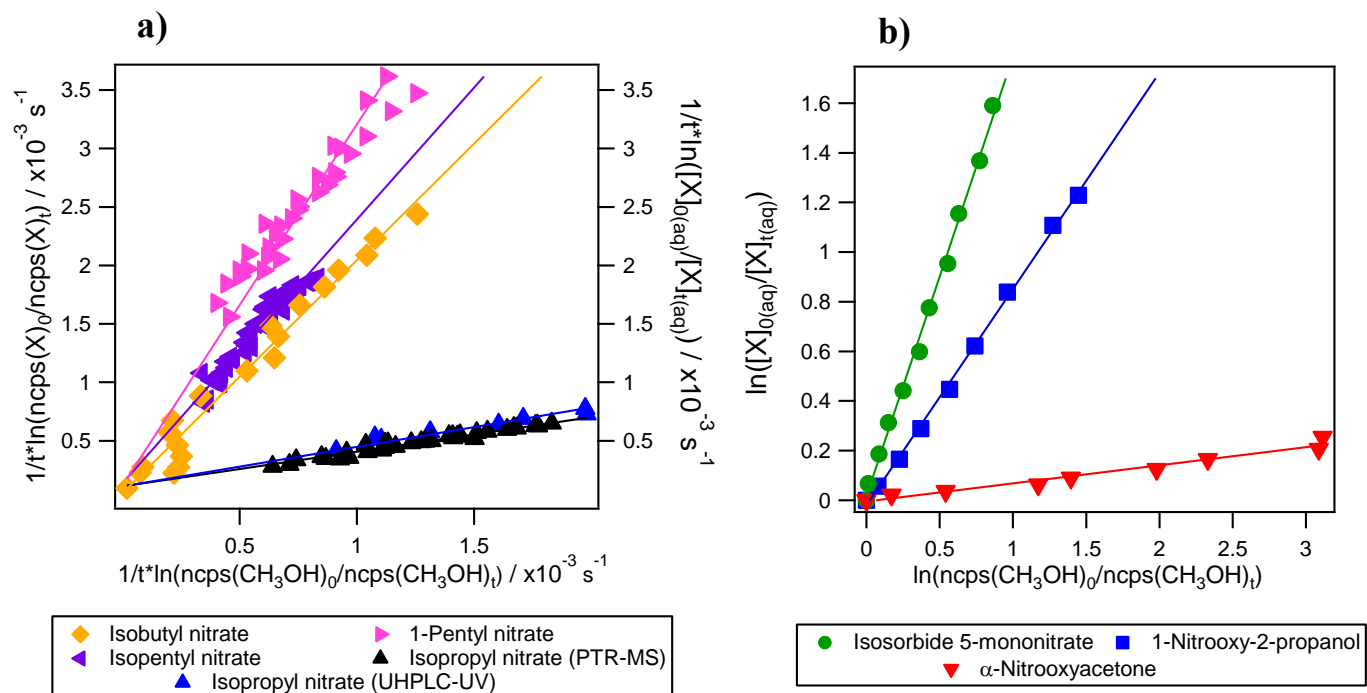 a)
1/t*ln(ncps(X)₀/ncps(X)ₜ) / x10⁻³ s⁻¹
3.5
3
2.5
2
1.5
1
0.5
3.5
3
2.5
2
1.5
1
0.5
1/t*ln([X]₀₍aq₎/[X]ₜ₍aq₎) / x10⁻³ s⁻¹
0.5 1 1.5
1/t*ln(ncps(CH₃OH)₀/ncps(CH₃OH)ₜ) / x10⁻³ s⁻¹
Isobutyl nitrate 1-Pentyl nitrate
Isopentyl nitrate Isopropyl nitrate (PTR-MS)
Isopropyl nitrate (UHPLC-UV)
b)
ln([X]₀₍aq₎/[X]ₜ₍aq₎)
1.6
1.4
1.2
1
0.8
0.6
0.4
0.2
0
0 0.5 1 1.5 2 2.5 3
ln(ncps(CH₃OH)₀/ncps(CH₃OH)ₜ)
Isosorbide 5-mononitrate 1-Nitrooxy-2-propanol
α-Nitrooxyacetone